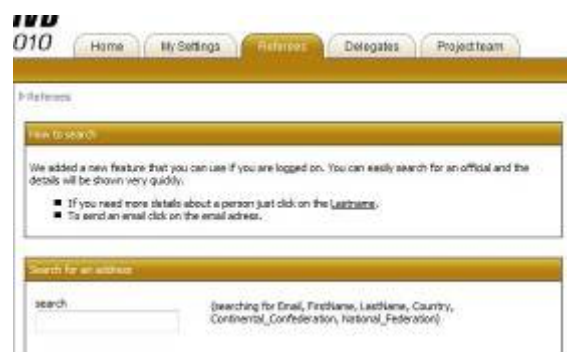 010
Home My Settings Referees Delegates Project team
Referees
How to search
We added a new feature that you can use if you are logged on. You can easily search for an official and the
details will be shown very quickly.
If you need more details about a person just click on the Lastname.
To send an email click on the email adress.
Search for an address
search
(searching for Email, FirstName, LastName, Country,
Continental_Confederation, National_Federation)